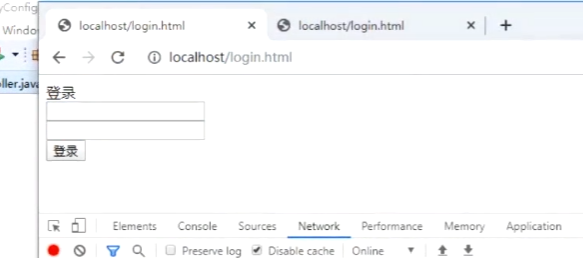 yConfig
Windov
ller.java
localhost/login.html
localhost/login.html
localhost/login.html
登录
登录
Elements Console Sources Network Performance Memory Application
Preserve log Disable cache Online